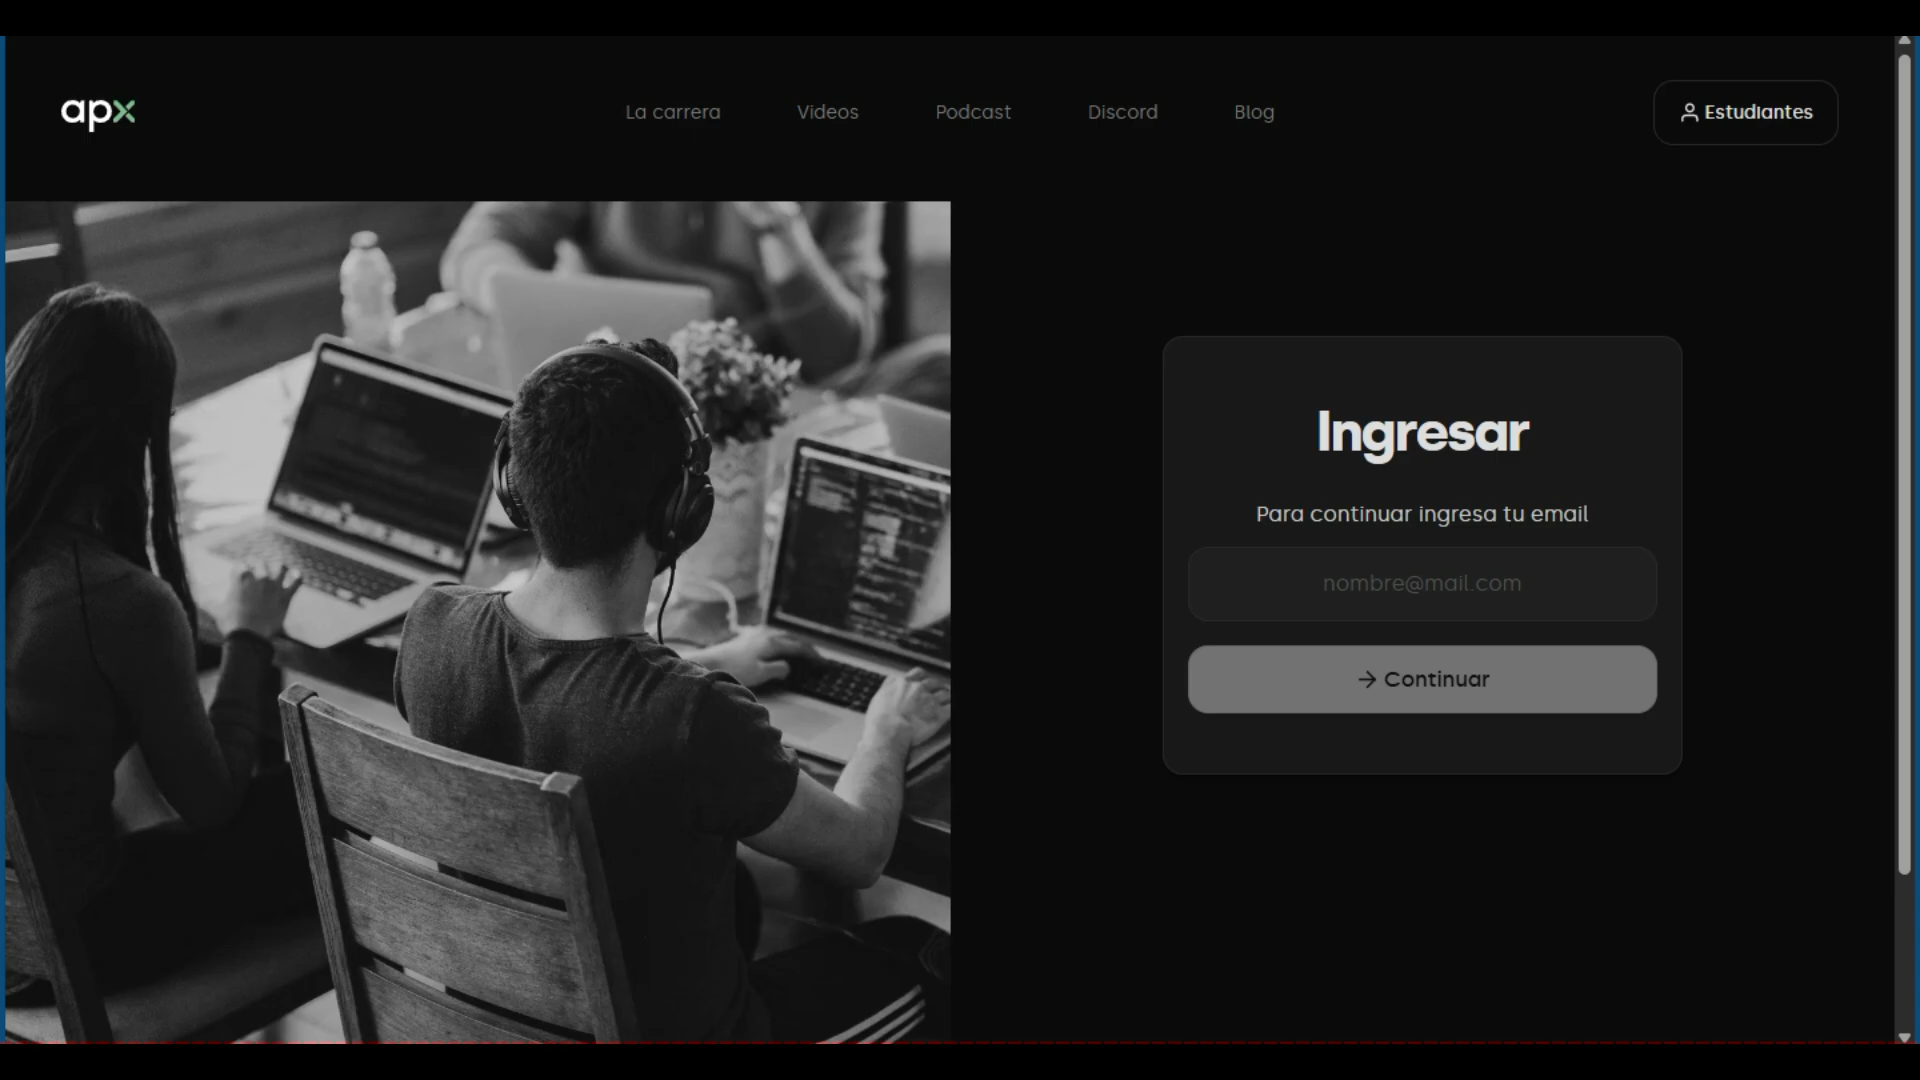 apx
La carrera
Videos
Podcast
Discord
Blog
Estudiantes
Ingresar
Para continuar ingresa tu email
nombre@mail.com
→ Continuar